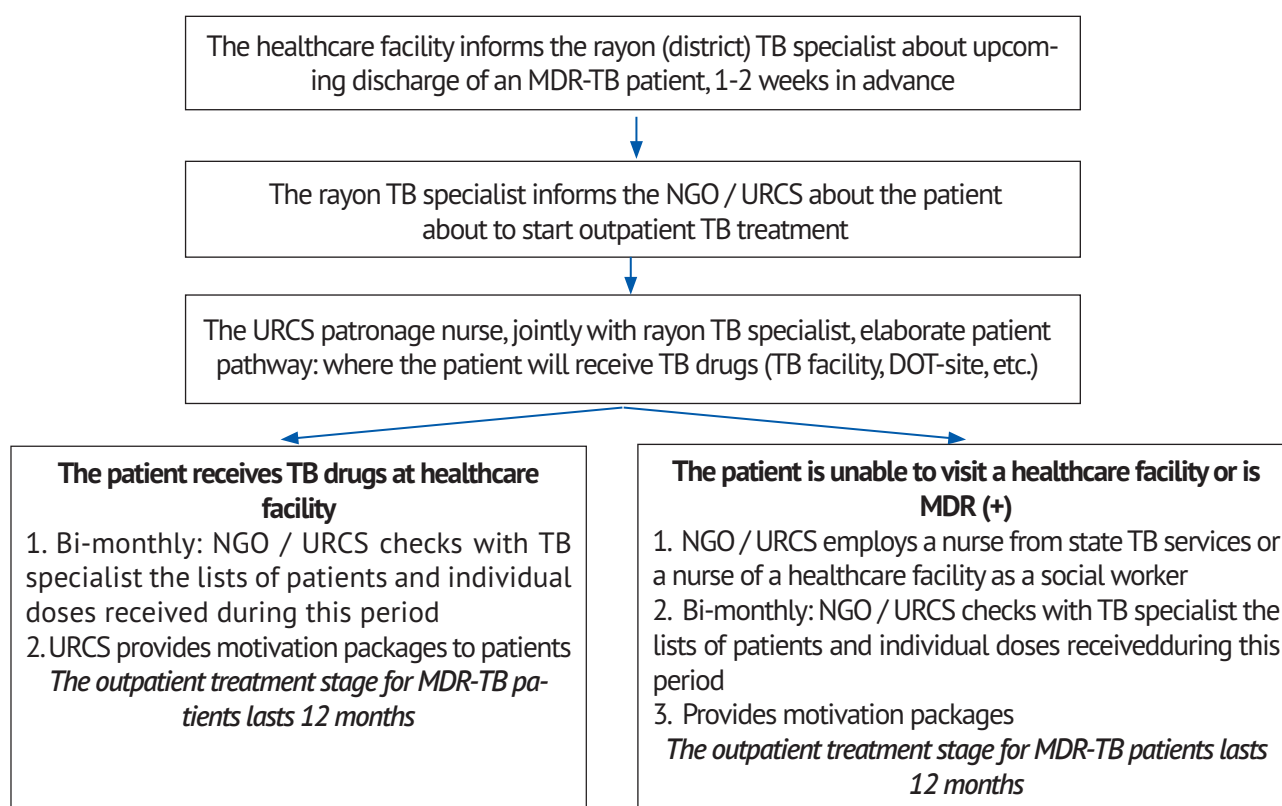 The healthcare facility informs the rayon (district) TB specialist about upcom-
ing discharge of an MDR-TB patient, 1-2 weeks in advance
The rayon TB specialist informs the NGO / URCS about the patient
about to start outpatient TB treatment
The URCS patronage nurse, jointly with rayon TB specialist, elaborate patient
pathway: where the patient will receive TB drugs (TB facility, DOT-site, etc.)
The patient receives TB drugs at healthcare
facility
1. Bi-monthly: NGO / URCS checks with TB
specialist the lists of patients and individual
doses received during this period
2. URCS provides motivation packages to patients
The outpatient treatment stage for MDR-TB pa-
tients lasts 12 months
The patient is unable to visit a healthcare facility or is
MDR (+)
1. NGO / URCS employs a nurse from state TB services or
a nurse of a healthcare facility as a social worker
2. Bi-monthly: NGO / URCS checks with TB specialist the
lists of patients and individual doses receivedduring this
period
3. Provides motivation packages
The outpatient treatment stage for MDR-TB patients lasts
12 months